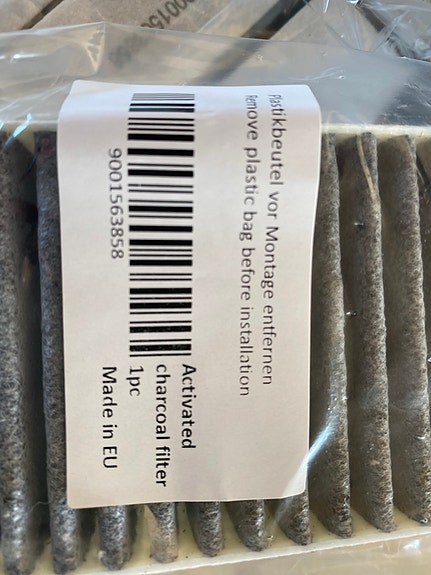 Plastikbeutel vor Montage entfernen
Remove plastic bag before installation
Activated
charcoal filter
1pc
9001563858
Made in EU